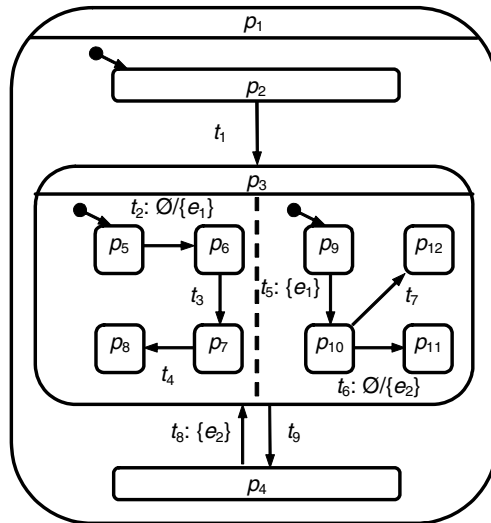 p1
p2
t1
p3
t2: Ø/{e1}
p5 p6 p9 p12
t3 t5: {e1} t7
p8 p7 p10 p11
t4 t6: Ø/{e2}
t8: {e2} t9
p4